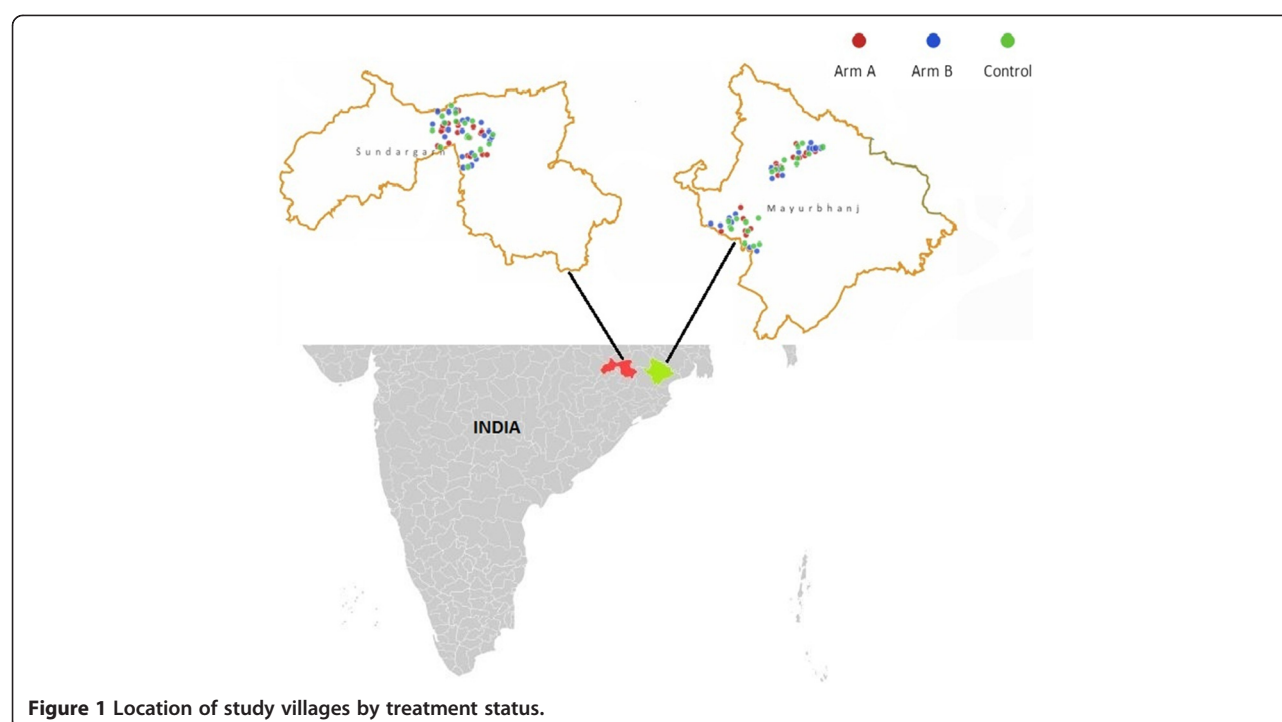 Arm A Arm B Control
Sundargarh
Mayurbhanj
INDIA
Figure 1 Location of study villages by treatment status.